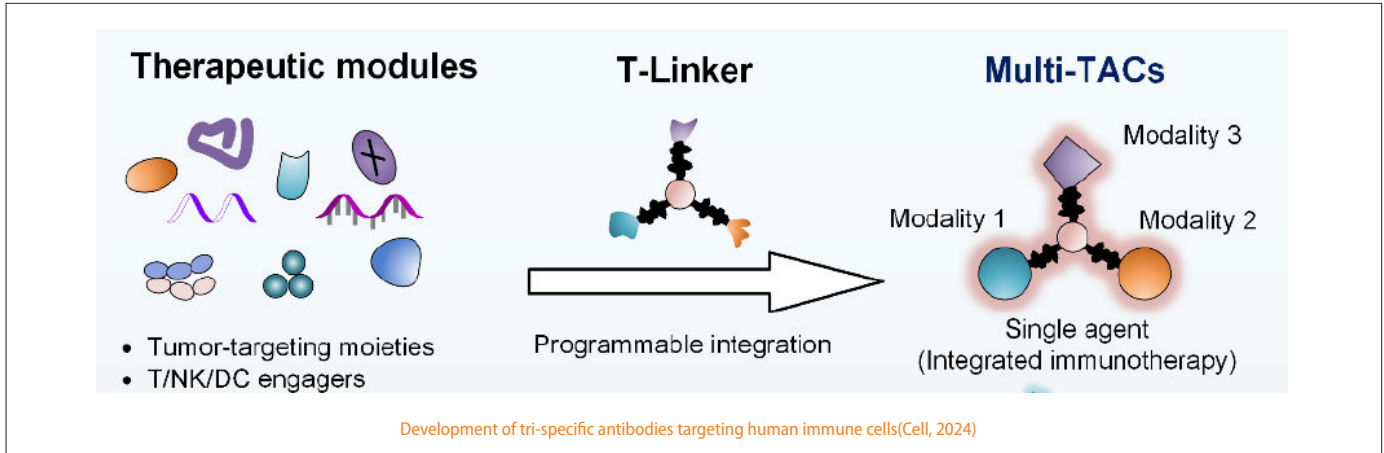 Therapeutic modules
T-Linker
Multi-TACs
Modality 3
Modality 1
Modality 2
Programmable integration
Single agent
(Integrated immunotherapy)
• Tumor-targeting moieties
• T/NK/DC engagers
Development of tri-specific antibodies targeting human immune cells(Cell, 2024)